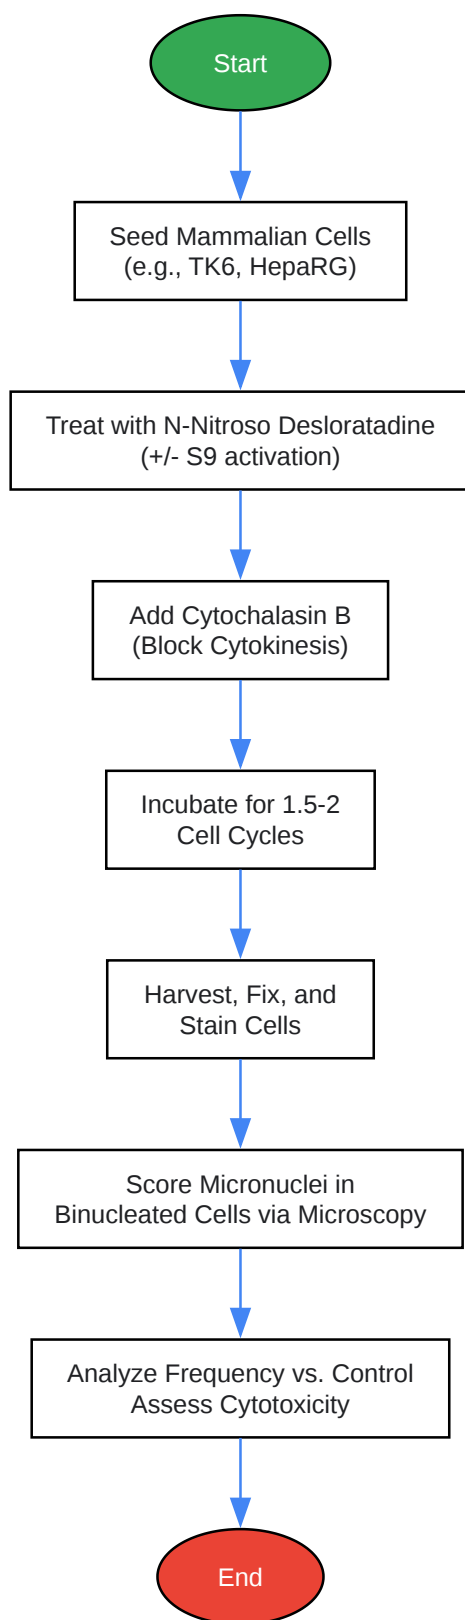 Start
Seed Mammalian Cells
(e.g., TK6, HepaRG)
Treat with N-Nitroso Desloratadine
(+/- S9 activation)
Add Cytochalasin B
(Block Cytokinesis)
Incubate for 1.5-2
Cell Cycles
Harvest, Fix, and
Stain Cells
Score Micronuclei in
Binucleated Cells via Microscopy
Analyze Frequency vs. Control
Assess Cytotoxicity
End